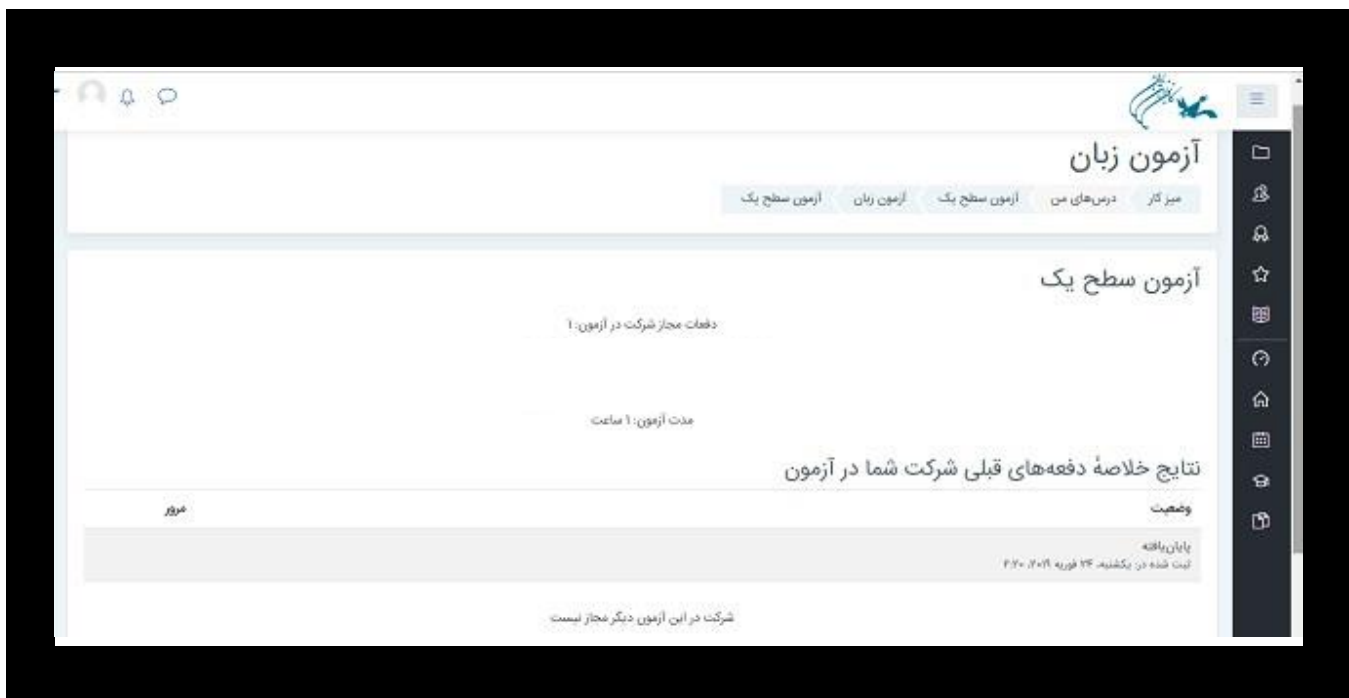 آزمون زبان
میز کار درس‌های من آزمون سطح یک آزمون زبان آزمون سطح یک
آزمون سطح یک
دفعات مجاز شرکت در آزمون: ۱
مدت آزمون: ۱ ساعت
نتایج خلاصهٔ دفعه‌های قبلی شرکت شما در آزمون
وضعیت مرور
پایان‌یافته
ثبت شده در: یکشنبه، ۲۴ فوریه ۲۰۱۹، ۲:۲۰
شرکت در این آزمون دیگر مجاز نیست